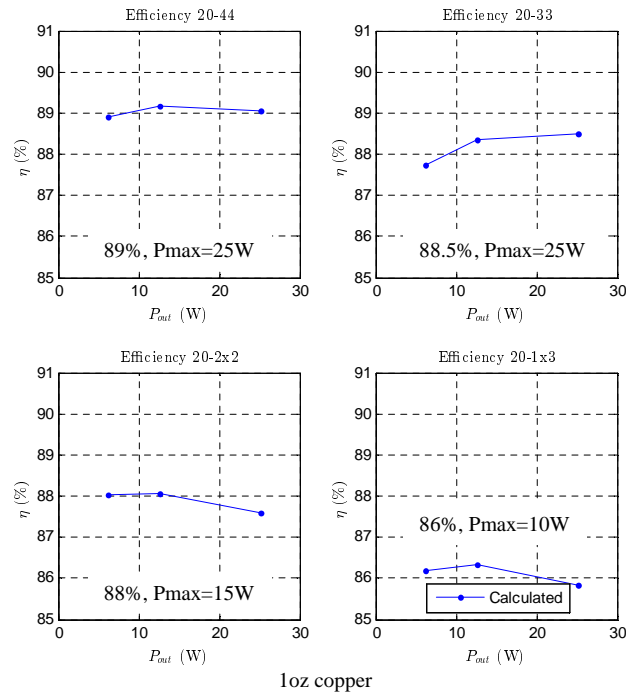 Efficiency 20-44
91
90
89
88
87
86
85
η (%)
89%, Pmax=25W
0 10 20 30
P_out (W)
Efficiency 20-33
91
90
89
88
87
86
85
η (%)
88.5%, Pmax=25W
0 10 20 30
P_out (W)
Efficiency 20-2x2
91
90
89
88
87
86
85
η (%)
88%, Pmax=15W
0 10 20 30
P_out (W)
Efficiency 20-1x3
91
90
89
88
87
86
85
η (%)
86%, Pmax=10W
Calculated
0 10 20 30
P_out (W)
1oz copper